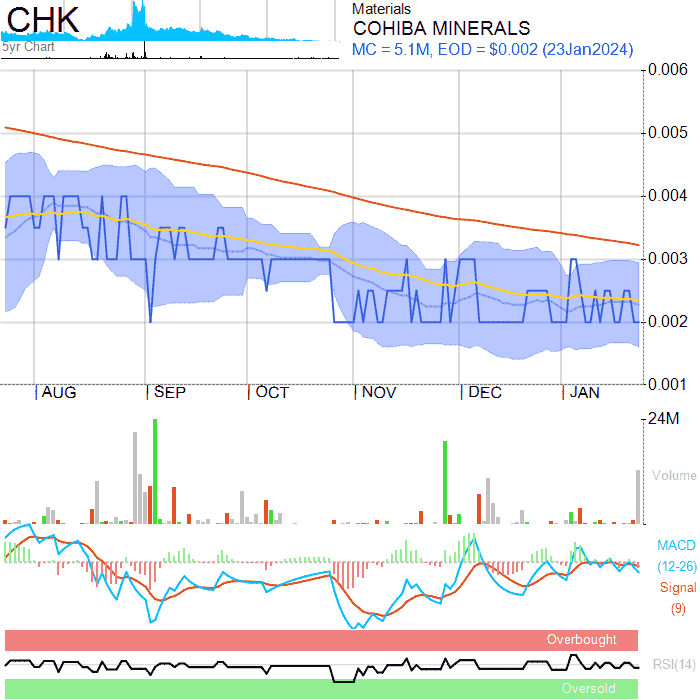 CHK
5yr Chart
Materials
COHIBA MINERALS
MC = 5.1M, EOD = $0.002 (23Jan2024)
0.006
0.005
0.004
0.003
0.002
0.001
AUG SEP OCT NOV DEC JAN
24M
Volume
MACD
(12-26)
Signal
(9)
Overbought
RSI(14)
Oversold